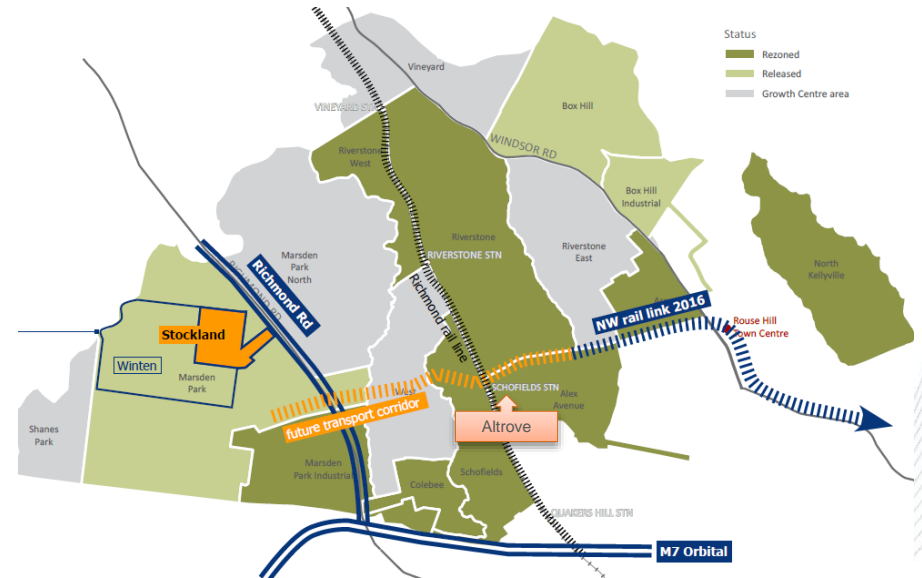 Status
Rezoned
Released
Growth Centre area
Vineyard
VINEYARD STN
Box Hill
WINDSOR RD
Riverstone
West
Box Hill
Industrial
Riverstone
RIVERSTONE STN
Riverstone
East
North
Kellyville
Marsden
Park
North
RICHMOND RD
Richmond Rd
Richmond rail line
NW rail link 2016
Rouse Hill
Town Centre
Stockland
Winten
Marsden
Park
SCHOFIELDS STN
West
Alex
Avenue
future transport corridor
Altrove
Shanes
Park
Marsden
Park Industrial
Colebee
Schofields
QUAKERS HILL STN
M7 Orbital